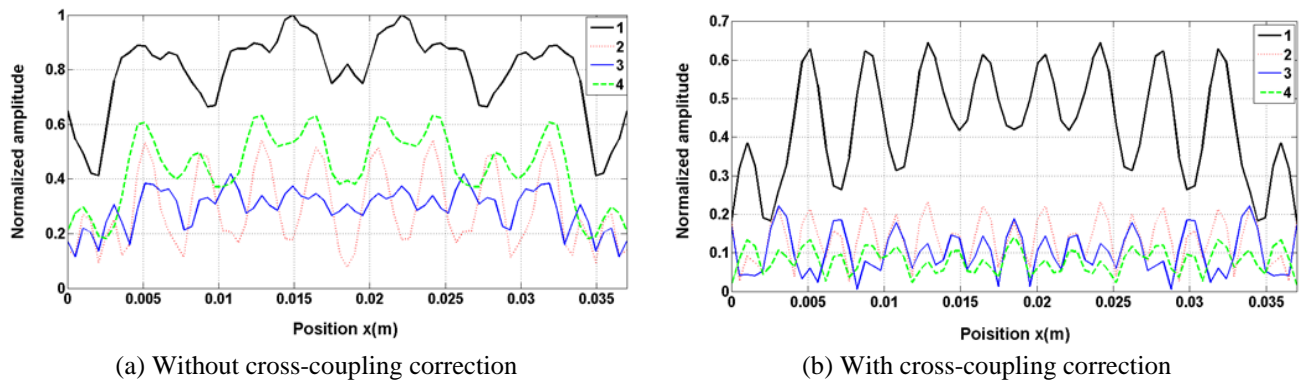 1
0.8
0.6
0.4
0.2
0
Normalized amplitude
0 0.005 0.01 0.015 0.02 0.025 0.03 0.035
Position x(m)
1
2
3
4
(a) Without cross-coupling correction
0.7
0.6
0.5
0.4
0.3
0.2
0.1
0
Normalized amplitude
0 0.005 0.01 0.015 0.02 0.025 0.03 0.035
Poisition x(m)
1
2
3
4
(b) With cross-coupling correction